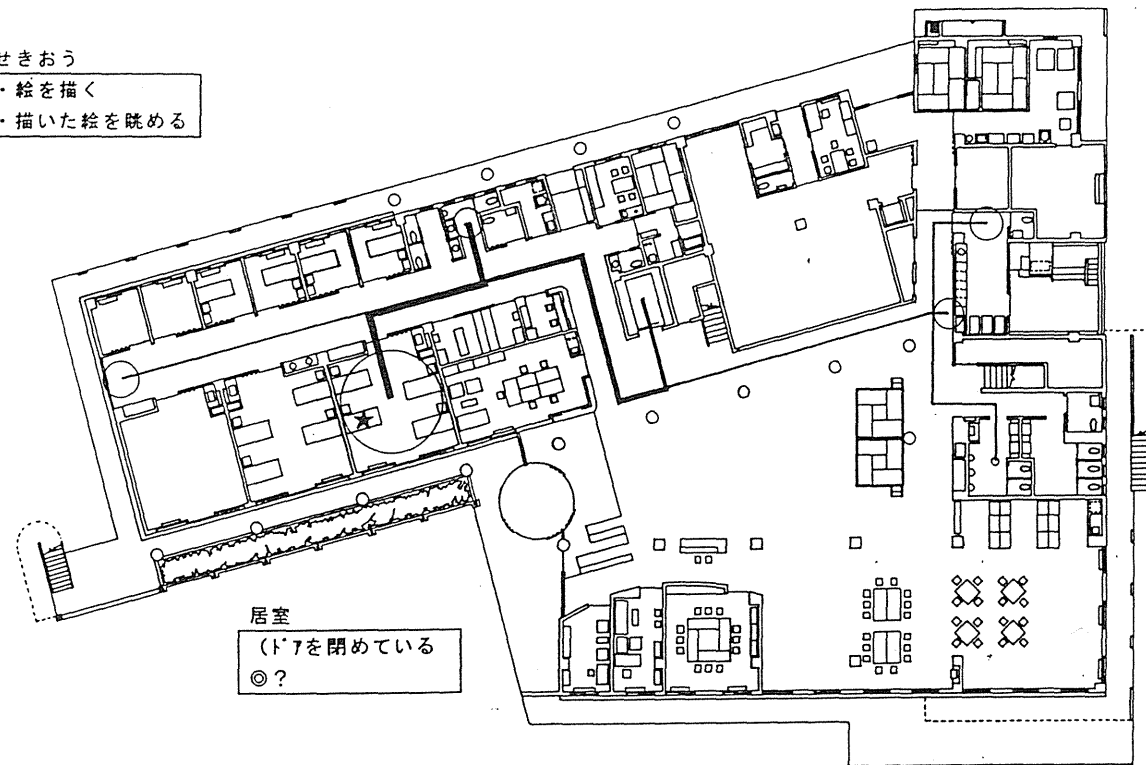 せきおう
・絵を描く
・描いた絵を眺める
居室
(ﾄﾞｱを閉めている
◎?